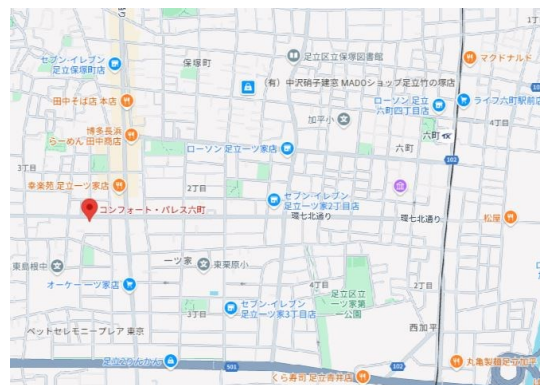 1丁
セブン-イレブン
足立保塚町店
保塚町
足立区立保塚図書館
マクドナルド
(有)中沢硝子建窓 MADOショップ足立竹の塚店
田中そば店 本店
ローソン 足立
六町四丁目店
ライフ六町駅前店
博多長浜
らーめん 田中商店
加平小
六町
ローソン 足立一ツ家店
六町
102
3丁目
幸楽苑 足立一ツ家店
2丁目
セブン-イレブン
足立一ツ家2丁目店
コンフォート・パレス六町
環七北通り
環七北通り
松屋
東島根中
一ツ家
東栗原小
オーケー 一ツ家店
4丁目
足立区立
一ツ家第一
公園
2丁目
3丁目
セブン-イレブン
足立一ツ家3丁目店
ペットセレモニープレア 東京
西加平
501
102
丸亀製麺足立加平
くら寿司 足立青井店